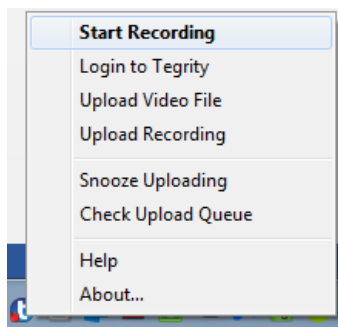 Start Recording
Login to Tegrity
Upload Video File
Upload Recording
Snooze Uploading
Check Upload Queue
Help
About...